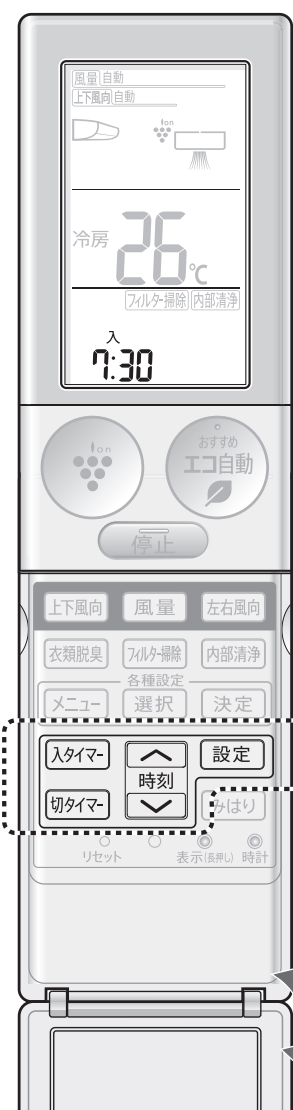 風量 自動
上下風向 自動
ion
冷房 26℃
フィルター掃除 内部清浄
入
7:30
ion
おすすめ
エコ自動
停止
上下風向 風量 左右風向
衣類脱臭 フィルター掃除 内部清浄
各種設定
メニュー 選択 決定
入タイマー 時刻 設定
切タイマー みはり
リセット 表示(長押し) 時計